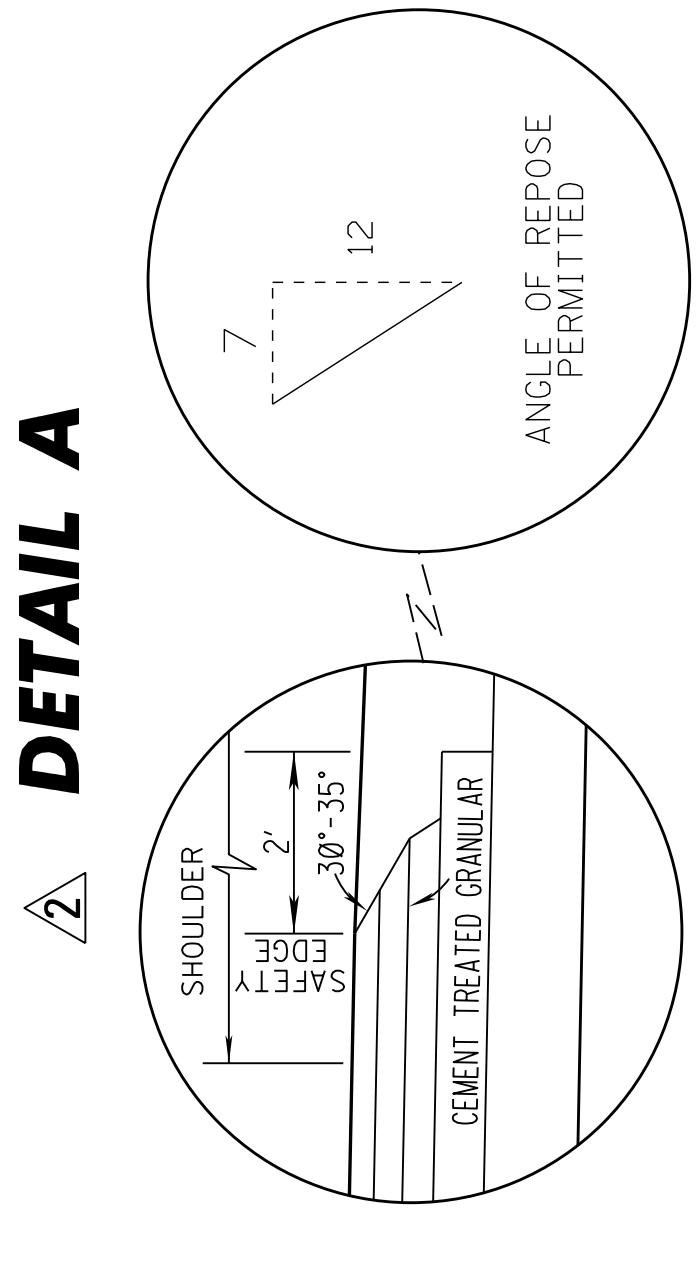 2
DETAIL A
SHOULDER
2'
30°-35°
SAFETY
EDGE
CEMENT TREATED GRANULAR
7
12
ANGLE OF REPOSE
PERMITTED